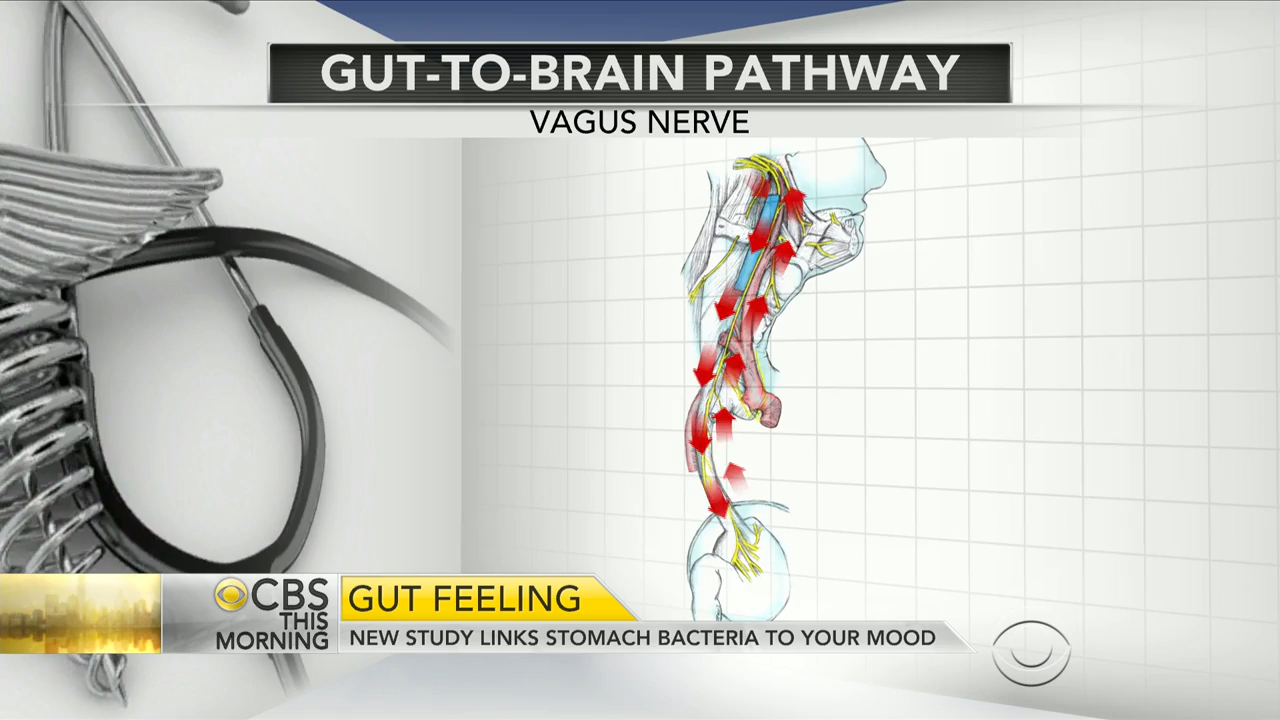 GUT-TO-BRAIN PATHWAY
VAGUS NERVE
CBS
THIS
MORNING
GUT FEELING
NEW STUDY LINKS STOMACH BACTERIA TO YOUR MOOD